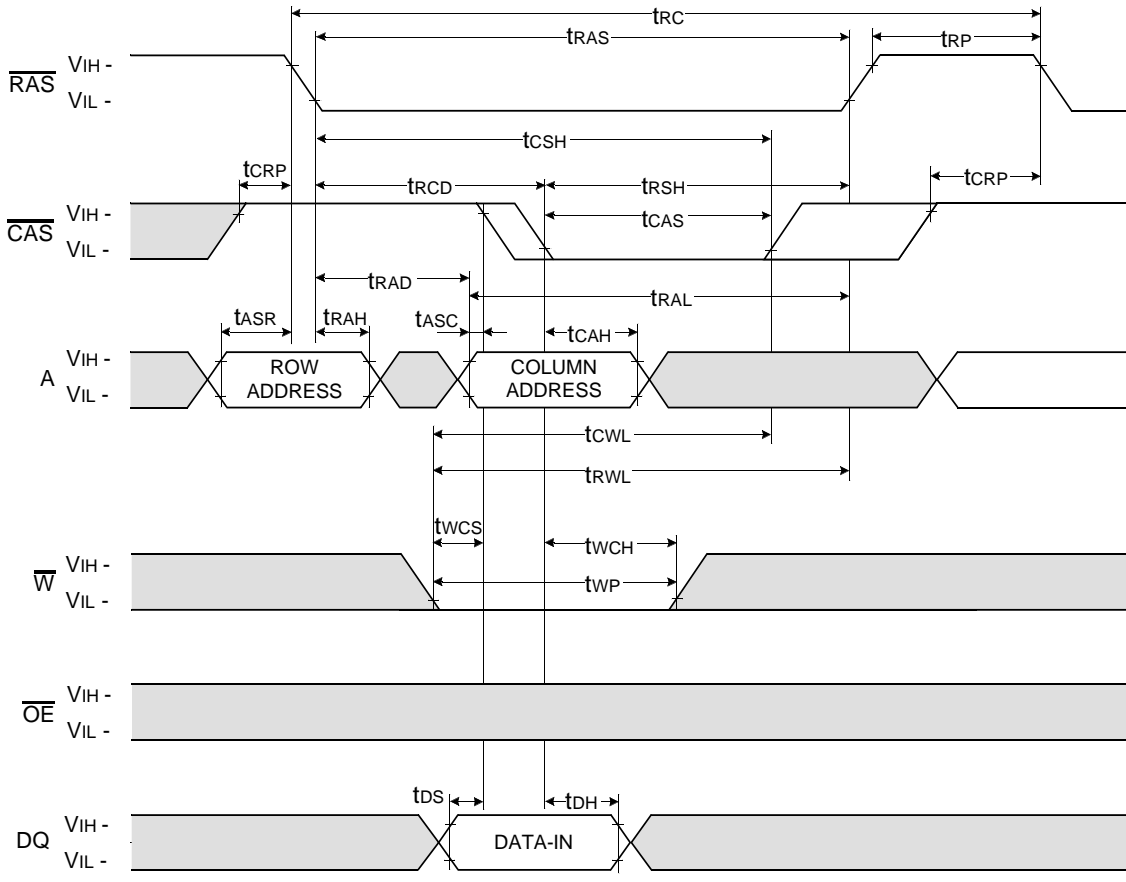 tRC
tRAS
tRP
RAS
VIH -
VIL -
tCSH
tCRP
tRCD
tRSH
tCRP
CAS
VIH -
VIL -
tCAS
tRAD
tRAL
tASR
tRAH
tASC
tCAH
A
VIH -
VIL -
ROW
ADDRESS
COLUMN
ADDRESS
tCWL
tRWL
tWCS
tWCH
W
VIH -
VIL -
tWP
OE
VIH -
VIL -
tDS
tDH
DQ
VIH -
VIL -
DATA-IN